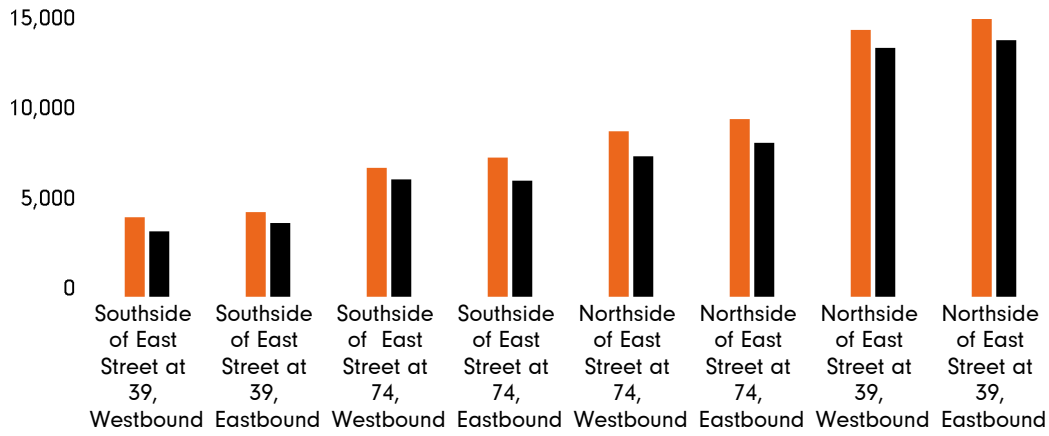 15,000
10,000
5,000
0
Southside
of East
Street at
39,
Westbound
Southside
of East
Street at
39,
Eastbound
Southside
of East
Street at
74,
Westbound
Southside
of East
Street at
74,
Eastbound
Northside
of East
Street at
74,
Westbound
Northside
of East
Street at
74,
Eastbound
Northside
of East
Street at
39,
Westbound
Northside
of East
Street at
39,
Eastbound